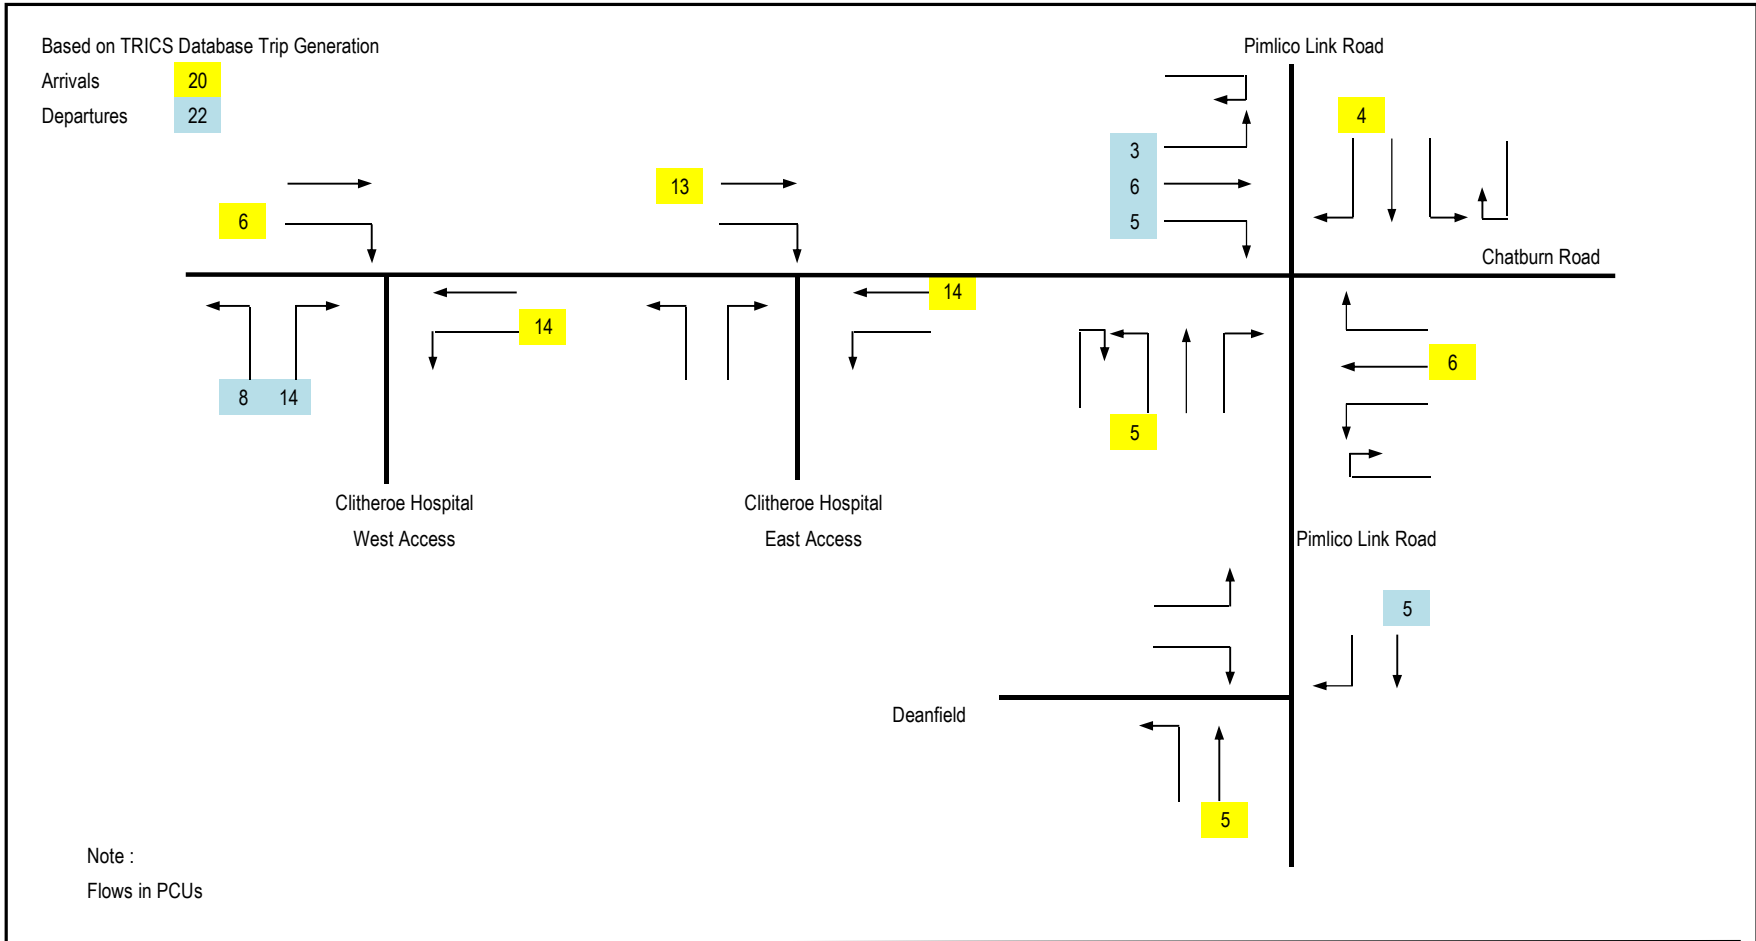 Based on TRICS Database Trip Generation
Pimlico Link Road
Arrivals 20
Departures 22
4
3
13
6
6
5
Chatburn Road
14
14
6
8 14
5
Clitheroe Hospital
West Access
Clitheroe Hospital
East Access
Pimlico Link Road
5
Deanfield
5
Note :
Flows in PCUs